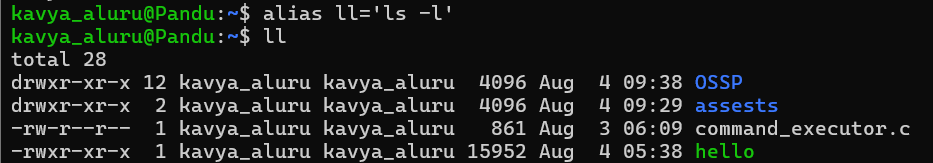 kavya_aluru@Pandu:~$ alias ll='ls -l'
kavya_aluru@Pandu:~$ ll
total 28
drwxr-xr-x 12 kavya_aluru kavya_aluru  4096 Aug  4 09:38 OSSP
drwxr-xr-x  2 kavya_aluru kavya_aluru  4096 Aug  4 09:29 assests
-rw-r--r--  1 kavya_aluru kavya_aluru   861 Aug  3 06:09 command_executor.c
-rwxr-xr-x  1 kavya_aluru kavya_aluru 15952 Aug  4 05:38 hello